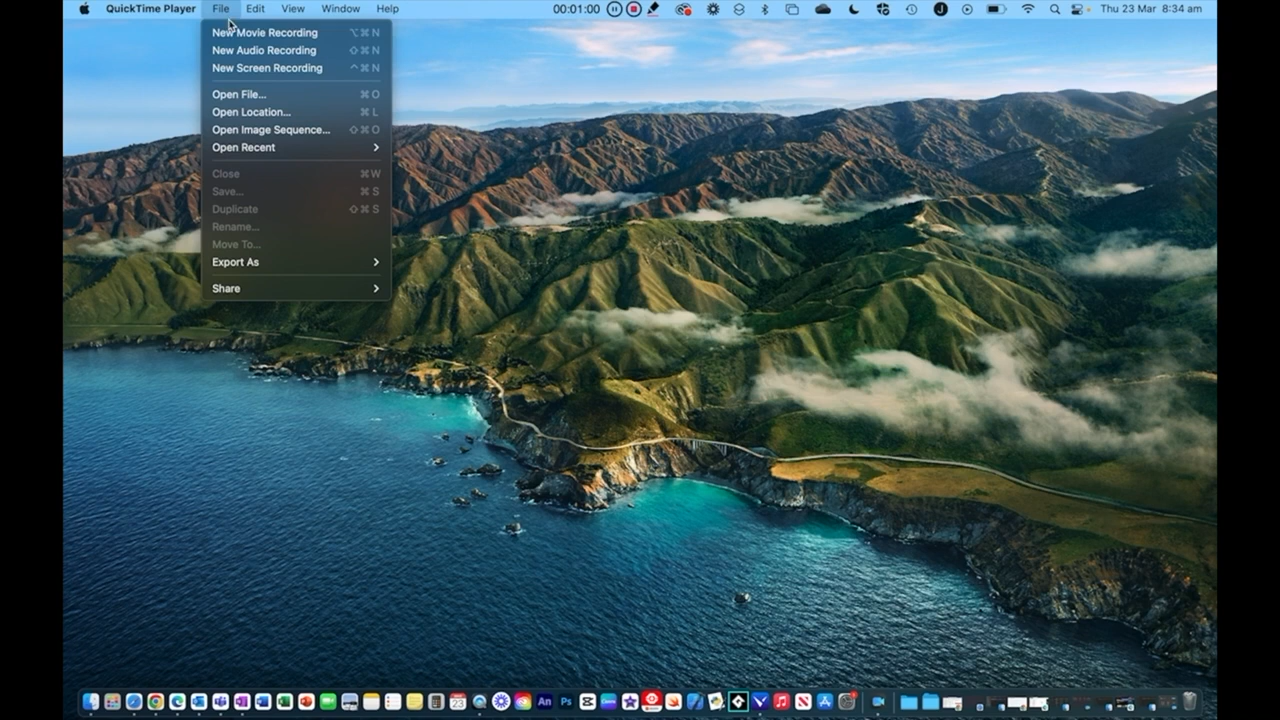 QuickTime Player File Edit View Window Help 00:01:00 Thu 23 Mar 8:34 am
New Movie Recording ⌥⌘N
New Audio Recording ⇧⌘N
New Screen Recording ^⌘N
Open File... ⌘O
Open Location... ⌘L
Open Image Sequence... ⇧⌘O
Open Recent
Close ⌘W
Save... ⌘S
Duplicate ⇧⌘S
Rename...
Move To...
Export As
Share